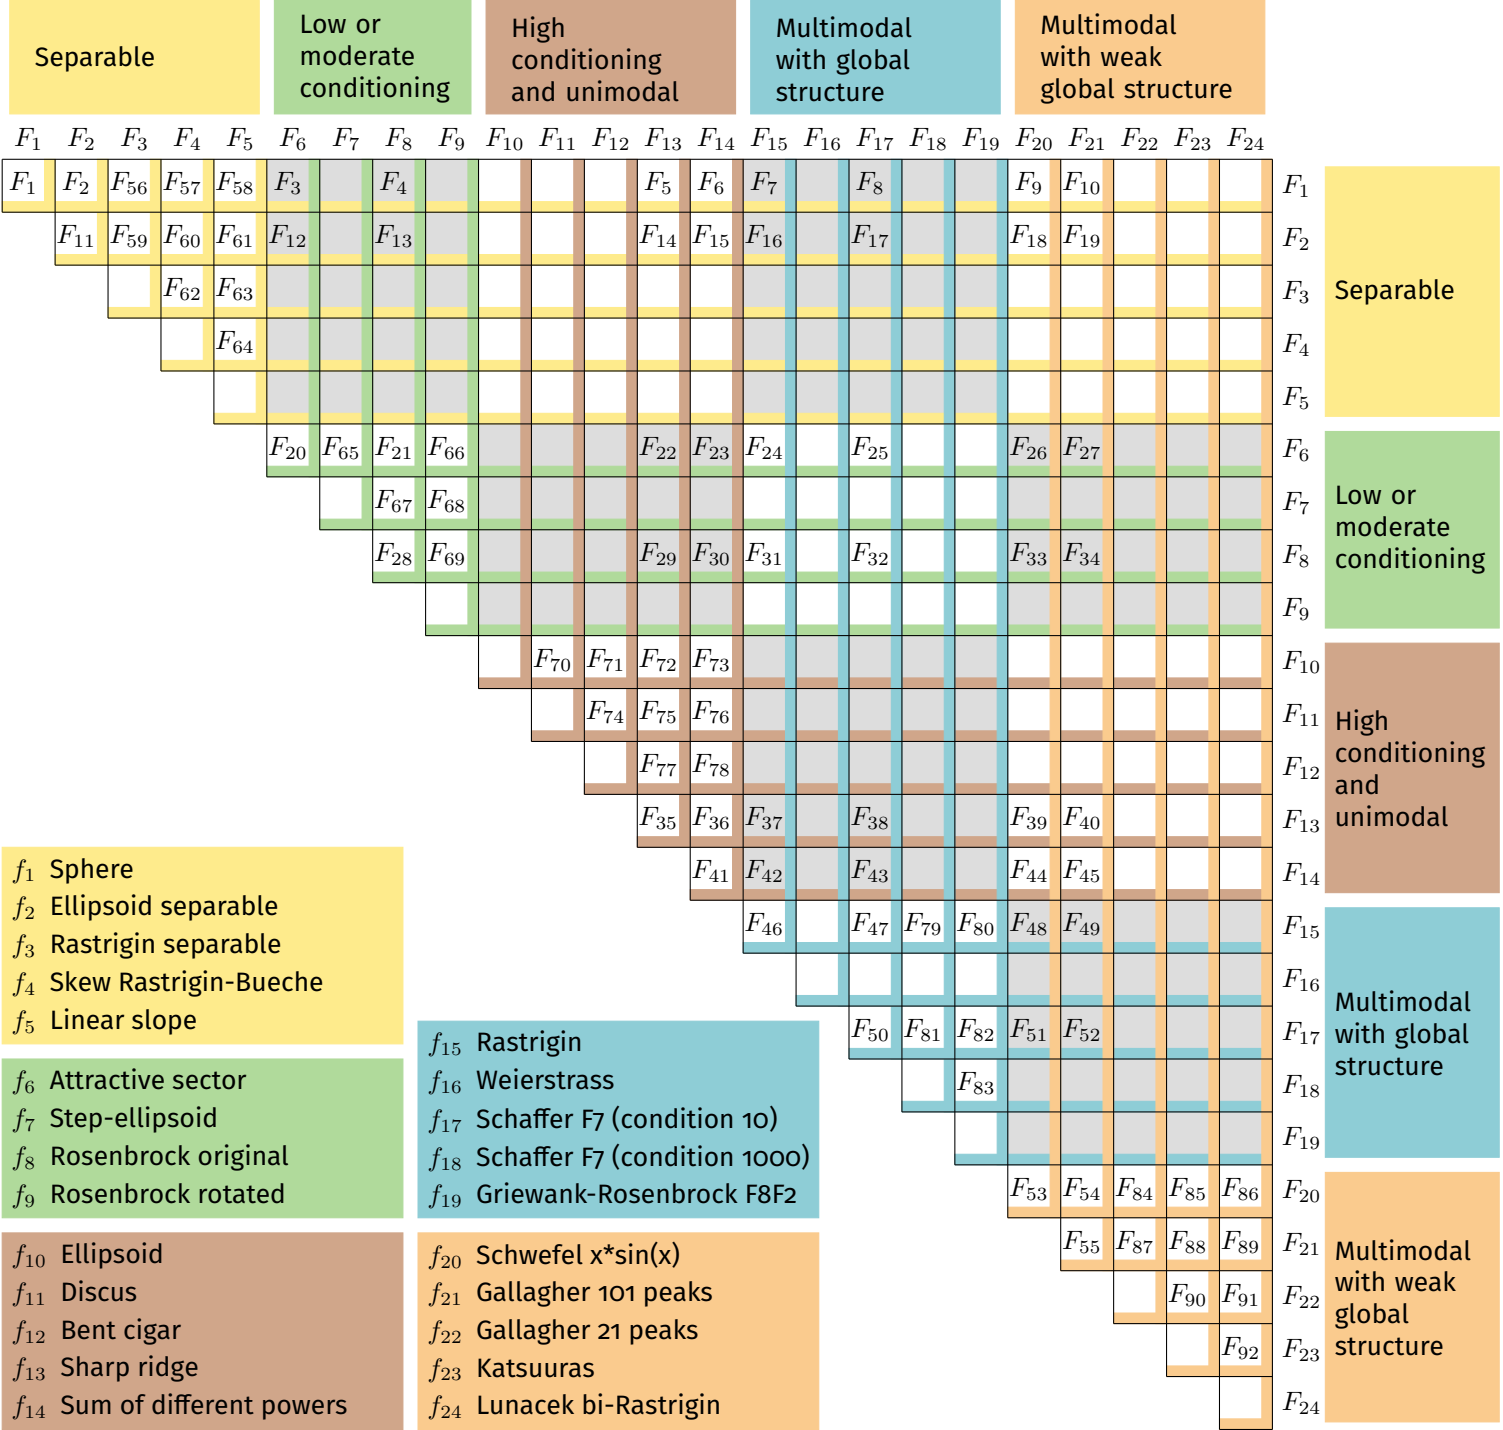 Separable
Low or
moderate
conditioning
High
conditioning
and unimodal
Multimodal
with global
structure
Multimodal
with weak
global structure
F1 F2 F3 F4 F5 F6 F7 F8 F9 F10 F11 F12 F13 F14 F15 F16 F17 F18 F19 F20 F21 F22 F23 F24
F1 F2 F56 F57 F58 F3 F4 F5 F6 F7 F8 F9 F10 F1
F11 F59 F60 F61 F12 F13 F14 F15 F16 F17 F18 F19 F2
F62 F63 F3
F64 F4
F5
Separable
F20 F65 F21 F66 F22 F23 F24 F25 F26 F27 F6
F67 F68 F7
F28 F69 F29 F30 F31 F32 F33 F34 F8
F9
Low or
moderate
conditioning
F70 F71 F72 F73 F10
F74 F75 F76 F11
F77 F78 F12
F35 F36 F37 F38 F39 F40 F13
F41 F42 F43 F44 F45 F14
High
conditioning
and
unimodal
F46 F47 F79 F80 F48 F49 F15
F16
F50 F81 F82 F51 F52 F17
F83 F18
F19
Multimodal
with global
structure
F53 F54 F84 F85 F86 F20
F55 F87 F88 F89 F21
F90 F91 F22
F92 F23
F24
Multimodal
with weak
global
structure
f1 Sphere
f2 Ellipsoid separable
f3 Rastrigin separable
f4 Skew Rastrigin-Bueche
f5 Linear slope
f6 Attractive sector
f7 Step-ellipsoid
f8 Rosenbrock original
f9 Rosenbrock rotated
f10 Ellipsoid
f11 Discus
f12 Bent cigar
f13 Sharp ridge
f14 Sum of different powers
f15 Rastrigin
f16 Weierstrass
f17 Schaffer F7 (condition 10)
f18 Schaffer F7 (condition 1000)
f19 Griewank-Rosenbrock F8F2
f20 Schwefel x*sin(x)
f21 Gallagher 101 peaks
f22 Gallagher 21 peaks
f23 Katsuuras
f24 Lunacek bi-Rastrigin